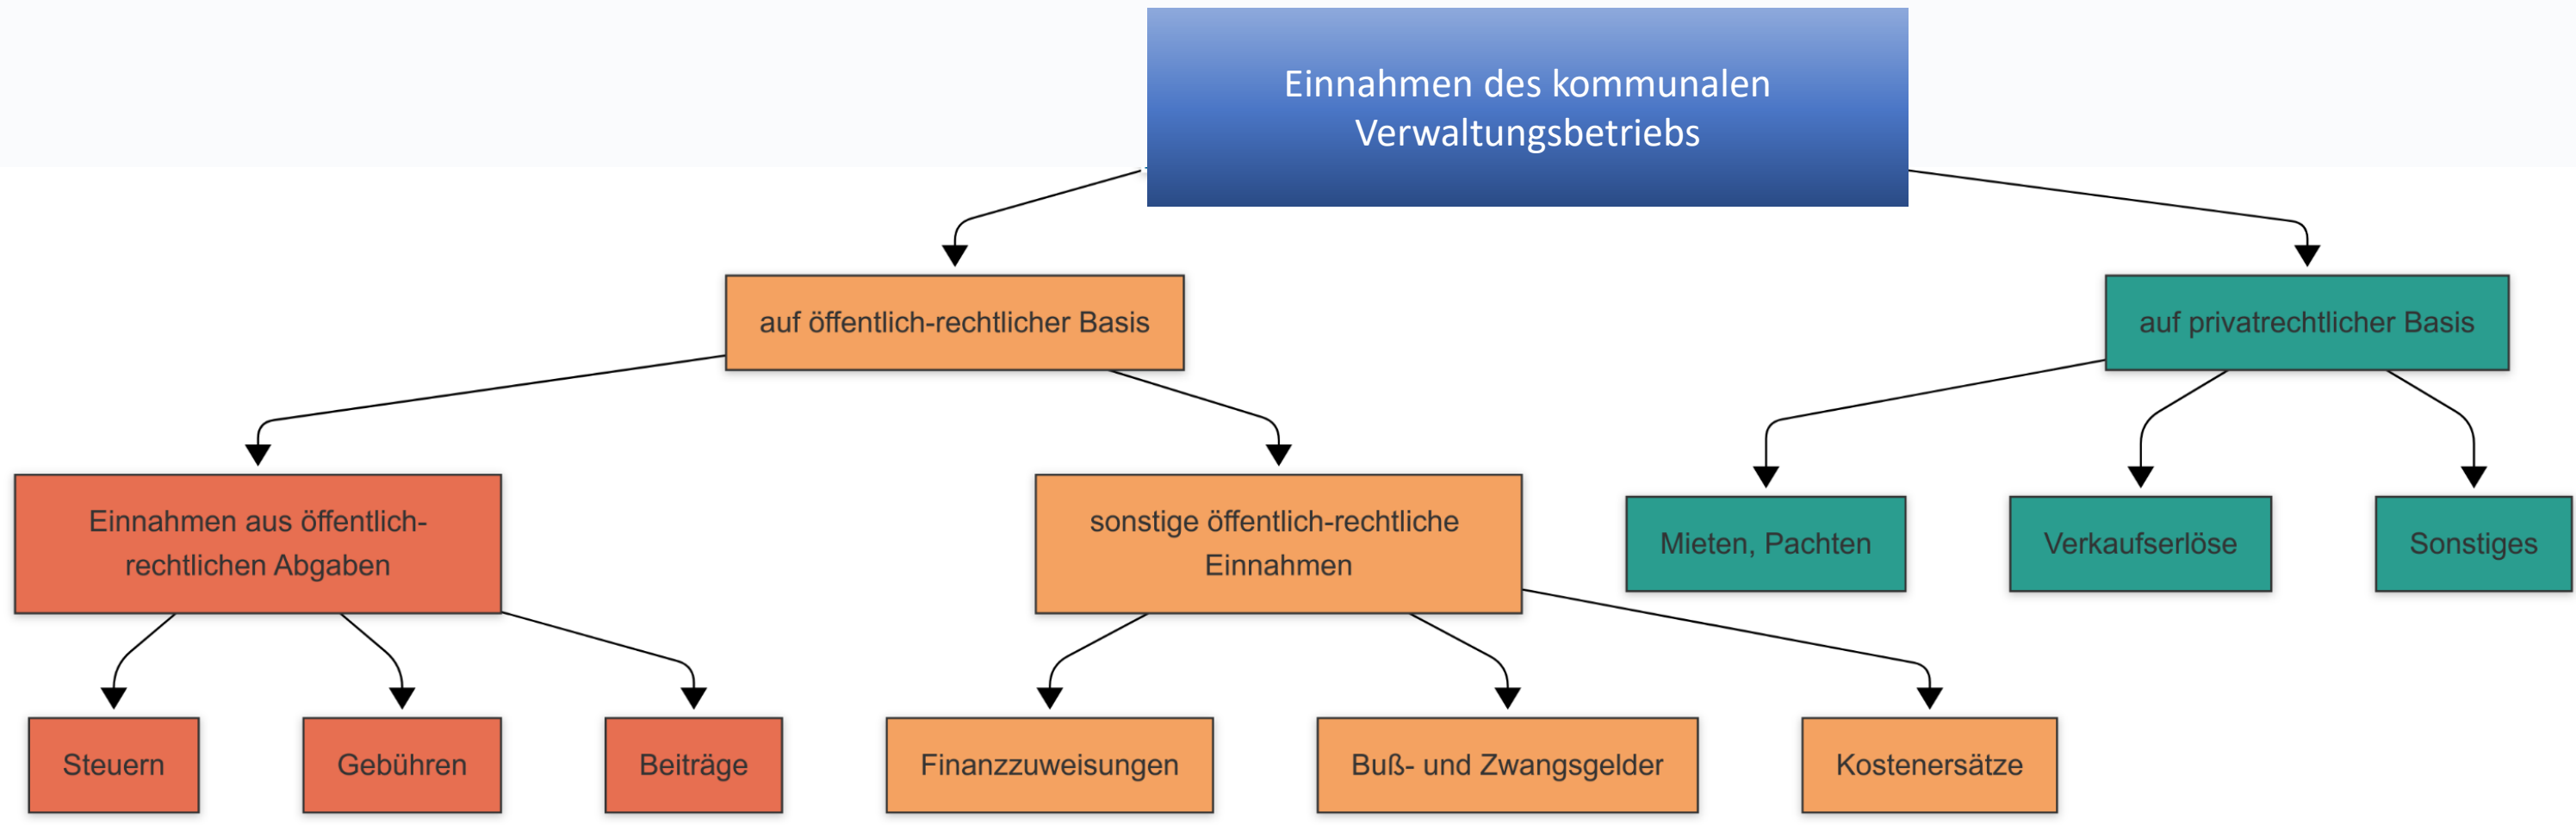 Einnahmen des kommunalen
Verwaltungsbetriebs
auf öffentlich-rechtlicher Basis
auf privatrechtlicher Basis
Einnahmen aus öffentlich-
rechtlichen Abgaben
sonstige öffentlich-rechtliche
Einnahmen
Mieten, Pachten
Verkaufserlöse
Sonstiges
Steuern
Gebühren
Beiträge
Finanzzuweisungen
Buß- und Zwangsgelder
Kostenersätze